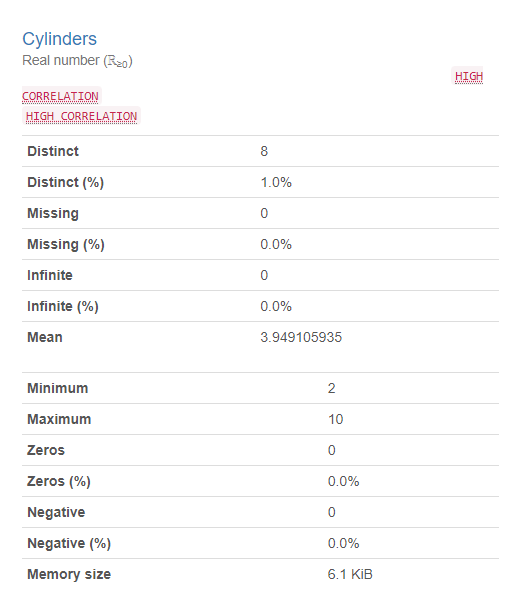 Cylinders
Real number (ℝ≥0)
HIGH
CORRELATION
HIGH CORRELATION
Distinct 8
Distinct (%) 1.0%
Missing 0
Missing (%) 0.0%
Infinite 0
Infinite (%) 0.0%
Mean 3.949105935
Minimum 2
Maximum 10
Zeros 0
Zeros (%) 0.0%
Negative 0
Negative (%) 0.0%
Memory size 6.1 KiB